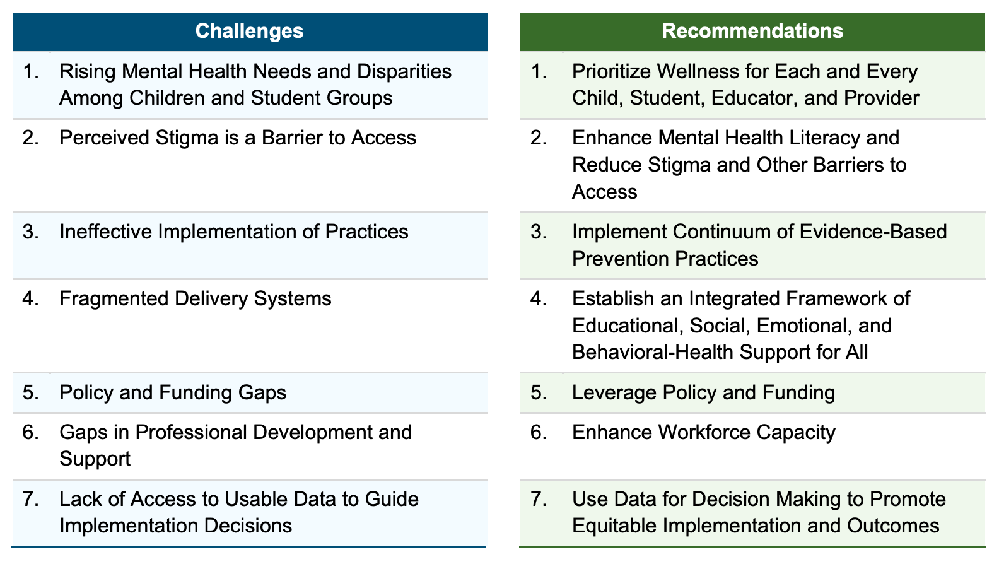 Challenges
1. Rising Mental Health Needs and Disparities
Among Children and Student Groups
2. Perceived Stigma is a Barrier to Access
3. Ineffective Implementation of Practices
4. Fragmented Delivery Systems
5. Policy and Funding Gaps
6. Gaps in Professional Development and
Support
7. Lack of Access to Usable Data to Guide
Implementation Decisions
Recommendations
1. Prioritize Wellness for Each and Every
Child, Student, Educator, and Provider
2. Enhance Mental Health Literacy and
Reduce Stigma and Other Barriers to
Access
3. Implement Continuum of Evidence-Based
Prevention Practices
4. Establish an Integrated Framework of
Educational, Social, Emotional, and
Behavioral-Health Support for All
5. Leverage Policy and Funding
6. Enhance Workforce Capacity
7. Use Data for Decision Making to Promote
Equitable Implementation and Outcomes